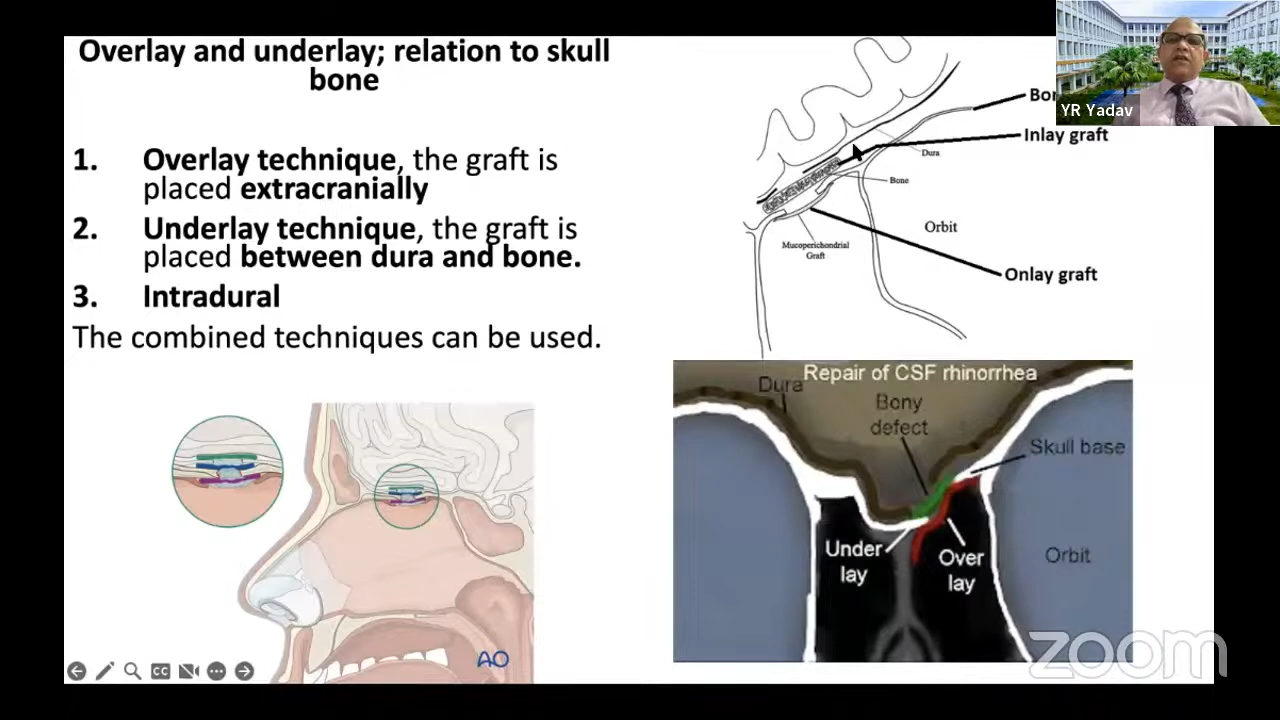 Overlay and underlay; relation to skull
bone
1. Overlay technique, the graft is
placed extracranially
2. Underlay technique, the graft is
placed between dura and bone.
3. Intradural
The combined techniques can be used.
Inlay graft
Dura
Bone
Orbit
Mucoperichondrial
Graft
Onlay graft
YR Yadav
Repair of CSF rhinorrhea
Dura
Bony
defect
Skull base
Under
lay
Over
lay
Orbit
AO
CC
zoom